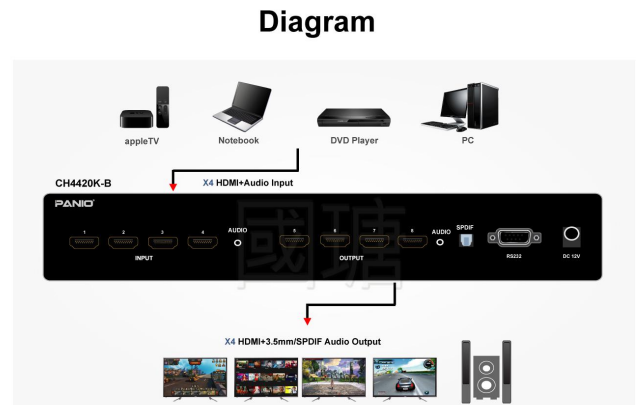 Diagram
appleTV
Notebook
DVD Player
PC
CH4420K-B
X4 HDMI+Audio Input
PANIO
1 2 3 4 AUDIO 5 6 7 8 AUDIO SPDIF
INPUT OUTPUT RS232 DC 12V
國瑭
X4 HDMI+3.5mm/SPDIF Audio Output